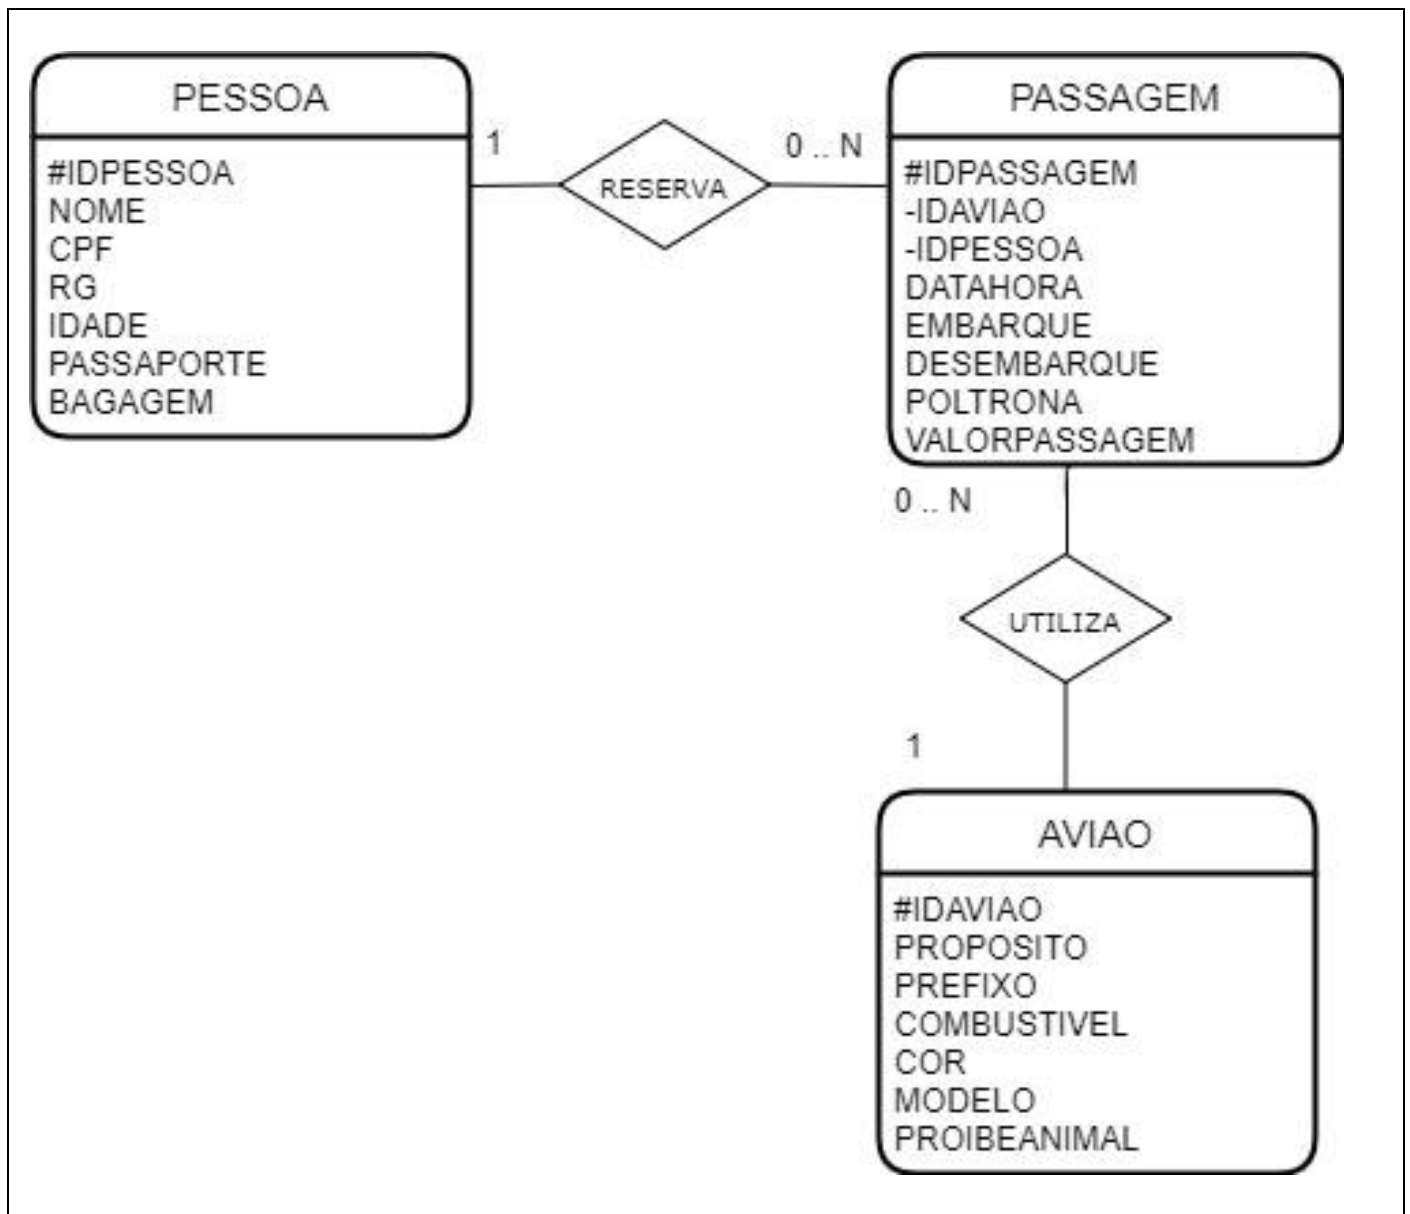 PESSOA
#IDPESSOA
NOME
CPF
RG
IDADE
PASSAPORTE
BAGAGEM
1
RESERVA
0 .. N
PASSAGEM
#IDPASSAGEM
-IDAVIAO
-IDPESSOA
DATAHORA
EMBARQUE
DESEMBARQUE
POLTRONA
VALORPASSAGEM
0 .. N
UTILIZA
1
AVIAO
#IDAVIAO
PROPOSITO
PREFIXO
COMBUSTIVEL
COR
MODELO
PROIBEANIMAL